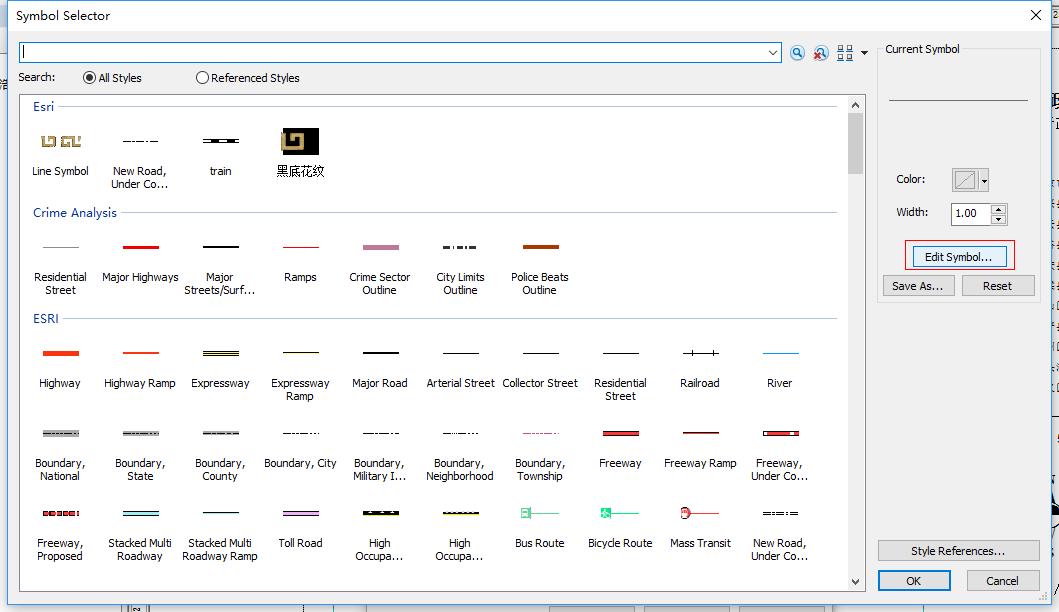 Symbol Selector
Search:
All Styles
Referenced Styles
Esri
Line Symbol
New Road,
Under Co...
train
黑底花纹
Crime Analysis
Residential
Street
Major Highways
Major
Streets/Surf...
Ramps
Crime Sector
Outline
City Limits
Outline
Police Beats
Outline
ESRI
Highway
Highway Ramp
Expressway
Expressway
Ramp
Major Road
Arterial Street
Collector Street
Residential
Street
Railroad
River
Boundary,
National
Boundary,
State
Boundary,
County
Boundary, City
Boundary,
Military I...
Boundary,
Neighborhood
Boundary,
Township
Freeway
Freeway Ramp
Freeway,
Under Co...
Freeway,
Proposed
Stacked Multi
Roadway
Stacked Multi
Roadway Ramp
Toll Road
High
Occupa...
High
Occupa...
Bus Route
Bicycle Route
Mass Transit
New Road,
Under Co...
Current Symbol
Color:
Width:
1.00
Edit Symbol...
Save As...
Reset
Style References...
OK
Cancel